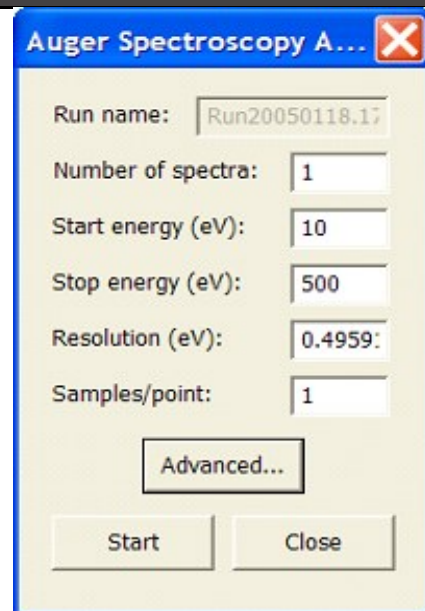 Auger Spectroscopy A...
Run name: Run20050118.17
Number of spectra: 1
Start energy (eV): 10
Stop energy (eV): 500
Resolution (eV): 0.4959
Samples/point: 1
Advanced...
Start Close